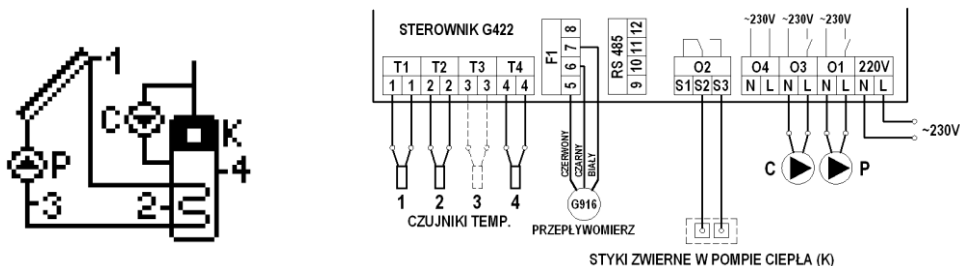 1
C
K
P
4
3
2
STEROWNIK G422
T1 T2 T3 T4
1 1 2 2 3 3 4 4
F1
5 6 7 8
RS 485
9 10 11 12
O2
S1 S2 S3
~230V ~230V ~230V
O4 O3 O1 220V
N L N L N L N L
~230V
CZERWONY
CZARNY
BIAŁY
G916
C P
1 2 3 4
CZUJNIKI TEMP.
PRZEPŁYWOMIERZ
STYKI ZWIERNE W POMPIE CIEPŁA (K)